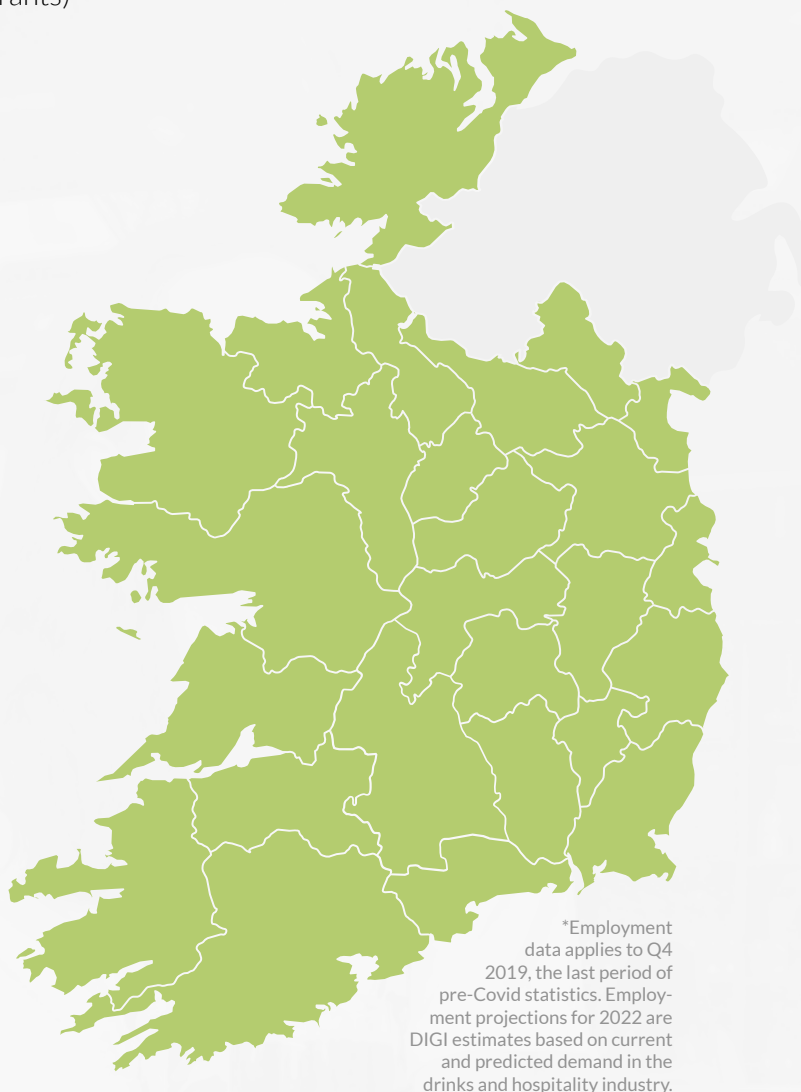 *Employment
data applies to Q4
2019, the last period of
pre-Covid statistics. Employ-
ment projections for 2022 are
DIGI estimates based on current
and predicted demand in the
drinks and hospitality industry.